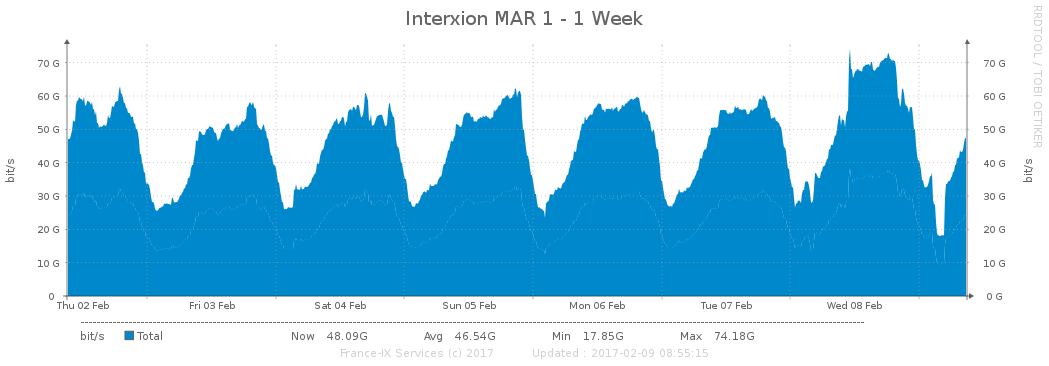 Interxion MAR 1 - 1 Week
RRDTOOL / TOBI OETIKER
bit/s
70 G 70 G
60 G 60 G
50 G 50 G
40 G 40 G
30 G 30 G
20 G 20 G
10 G 10 G
0 0 G
bit/s
Thu 02 Feb Fri 03 Feb Sat 04 Feb Sun 05 Feb Mon 06 Feb Tue 07 Feb Wed 08 Feb
bit/s Total Now 48.09G Avg 46.54G Min 17.85G Max 74.18G
France-IX Services (c) 2017 Updated : 2017-02-09 08:55:15